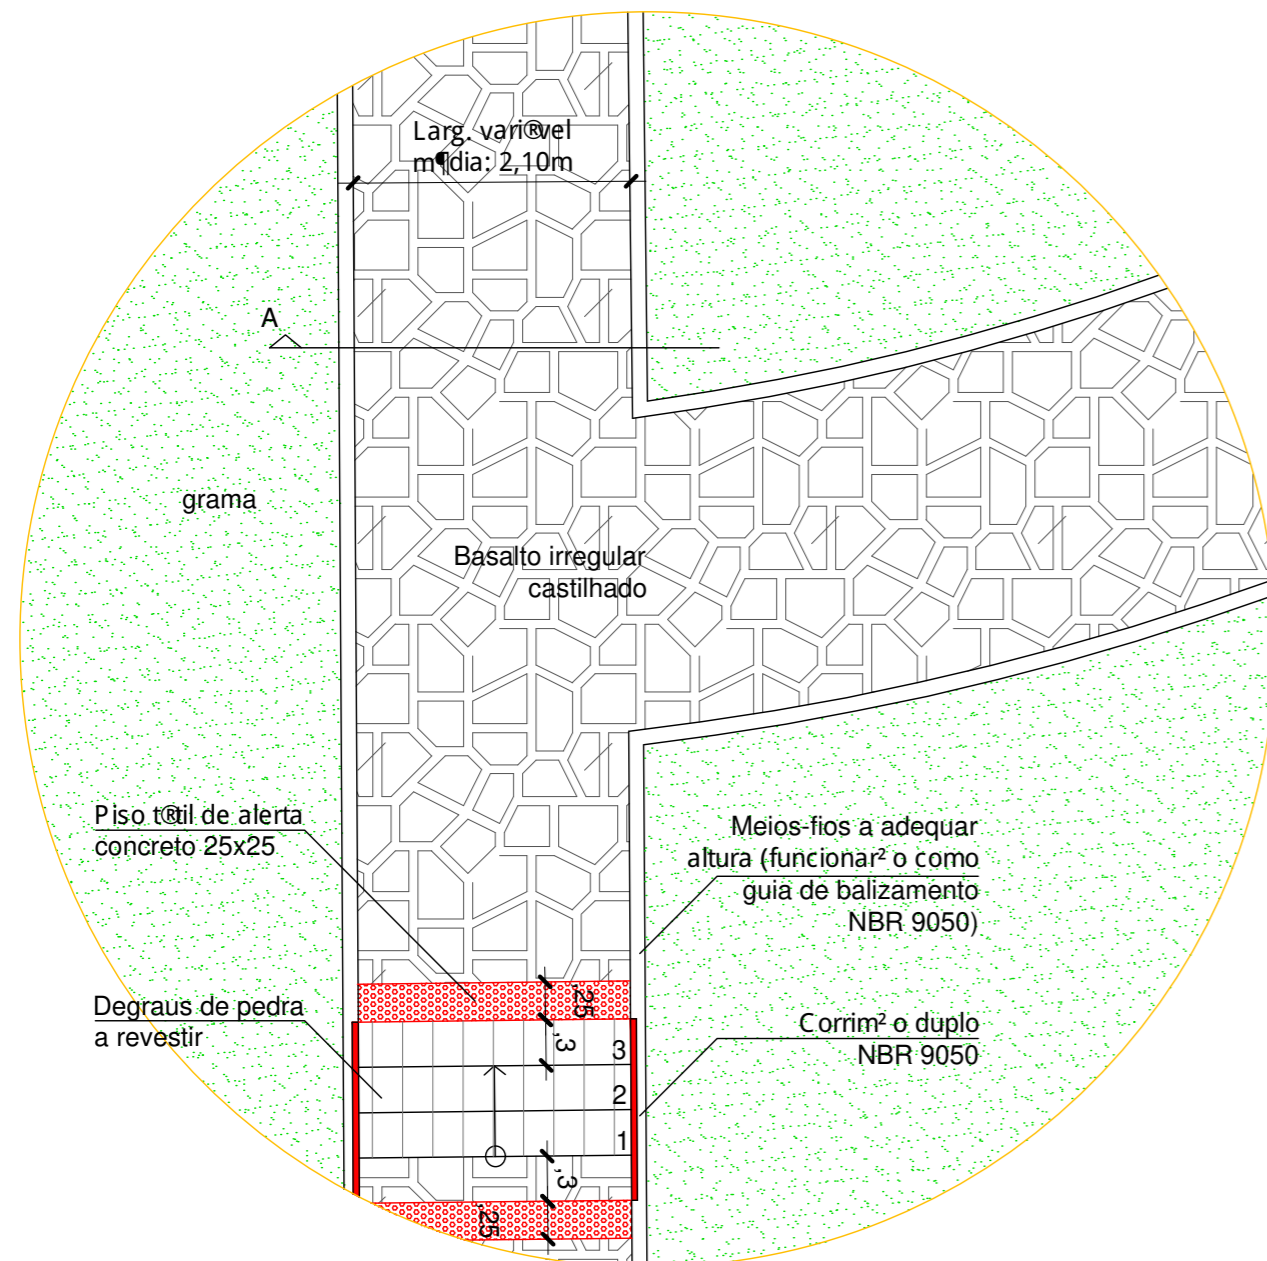 Larg. vari®vel
m¶dia: 2,10m
A
grama
Basalto irregular
castilhado
Piso t®til de alerta
concreto 25x25
Meios-fios a adequar
altura (funcionar² o como
guia de balizamento
NBR 9050)
,25
Degraus de pedra
a revestir
Corrim² o duplo
NBR 9050
,3
3
2
1
,3
,25